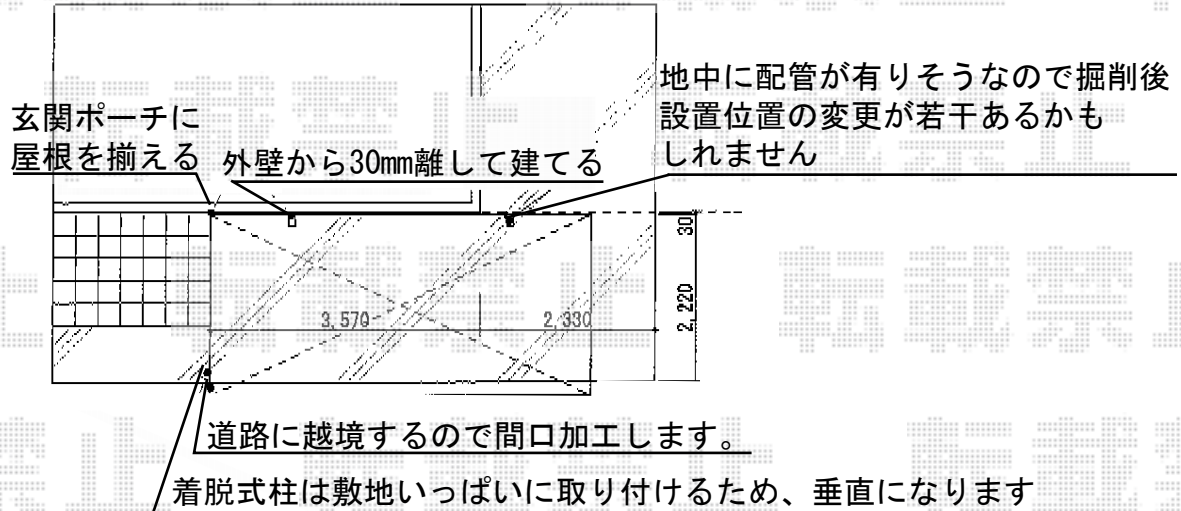 地中に配管が有りそうなので掘削後
設置位置の変更が若干あるかも
しれません
玄関ポーチに
屋根を揃える
外壁から30mm離して建てる
30
2,220
3,570
2,330
道路に越境するので間口加工します。
着脱式柱は敷地いっぱいに取り付けるため、垂直になります
転載禁止